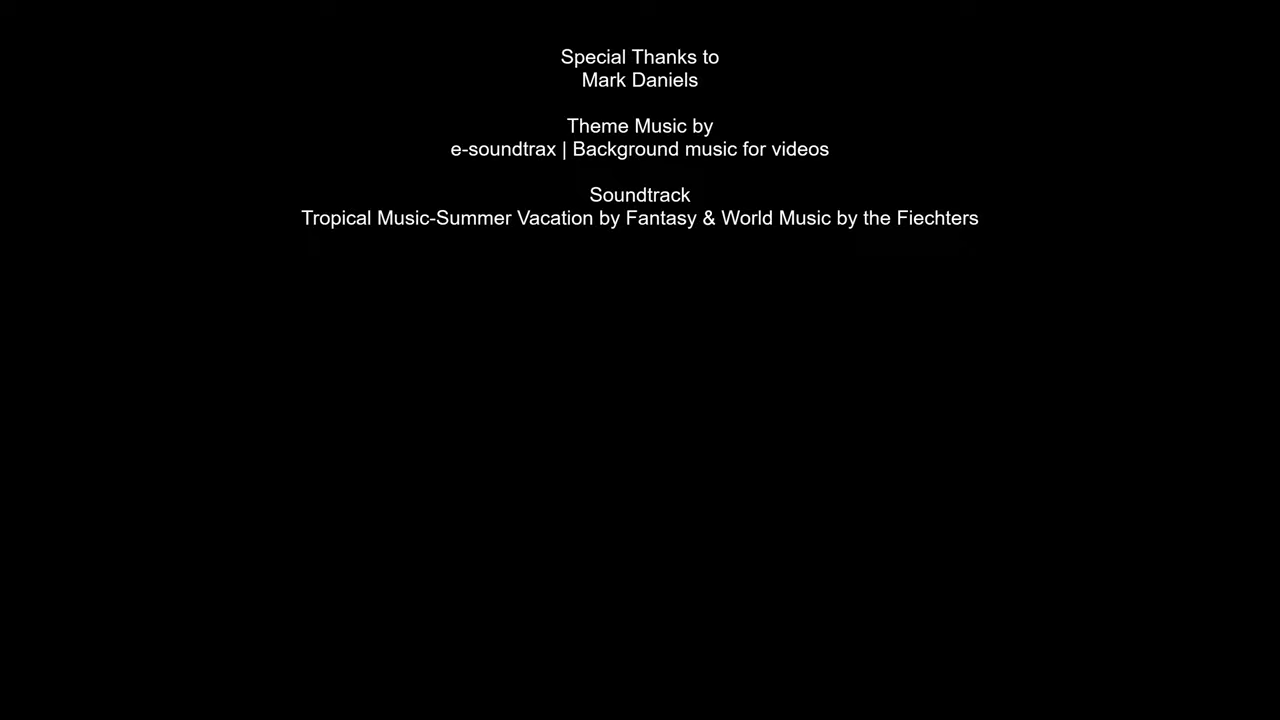 Special Thanks to
Mark Daniels
Theme Music by
e-soundtrax | Background music for videos
Soundtrack
Tropical Music-Summer Vacation by Fantasy & World Music by the Fiechters